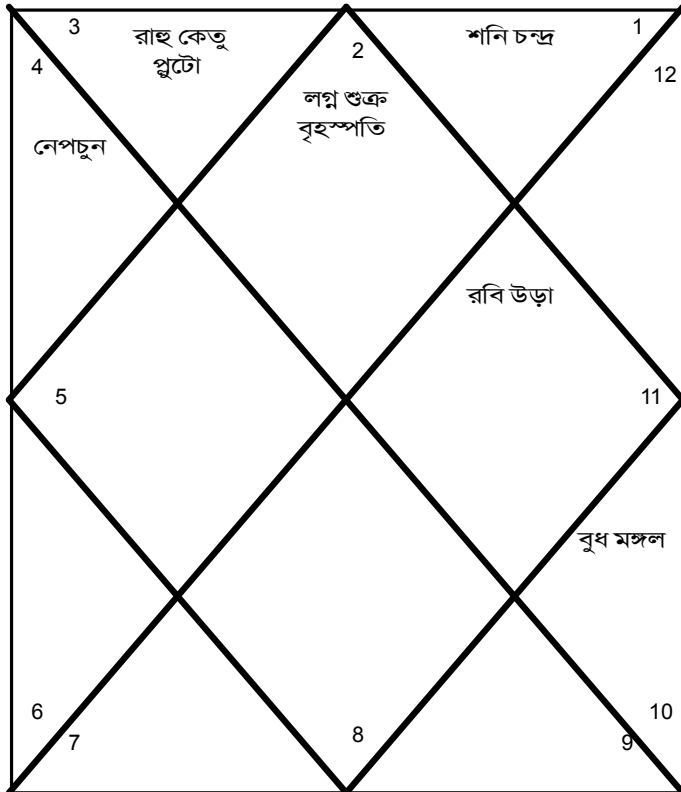 3
রাহু কেতু
প্লুটো
4
2
লগ্ন শুক্র
বৃহস্পতি
শনি চন্দ্র
1
12
নেপচুন
রবি উড়া
5
11
বুধ মঙ্গল
6
7
8
9
10